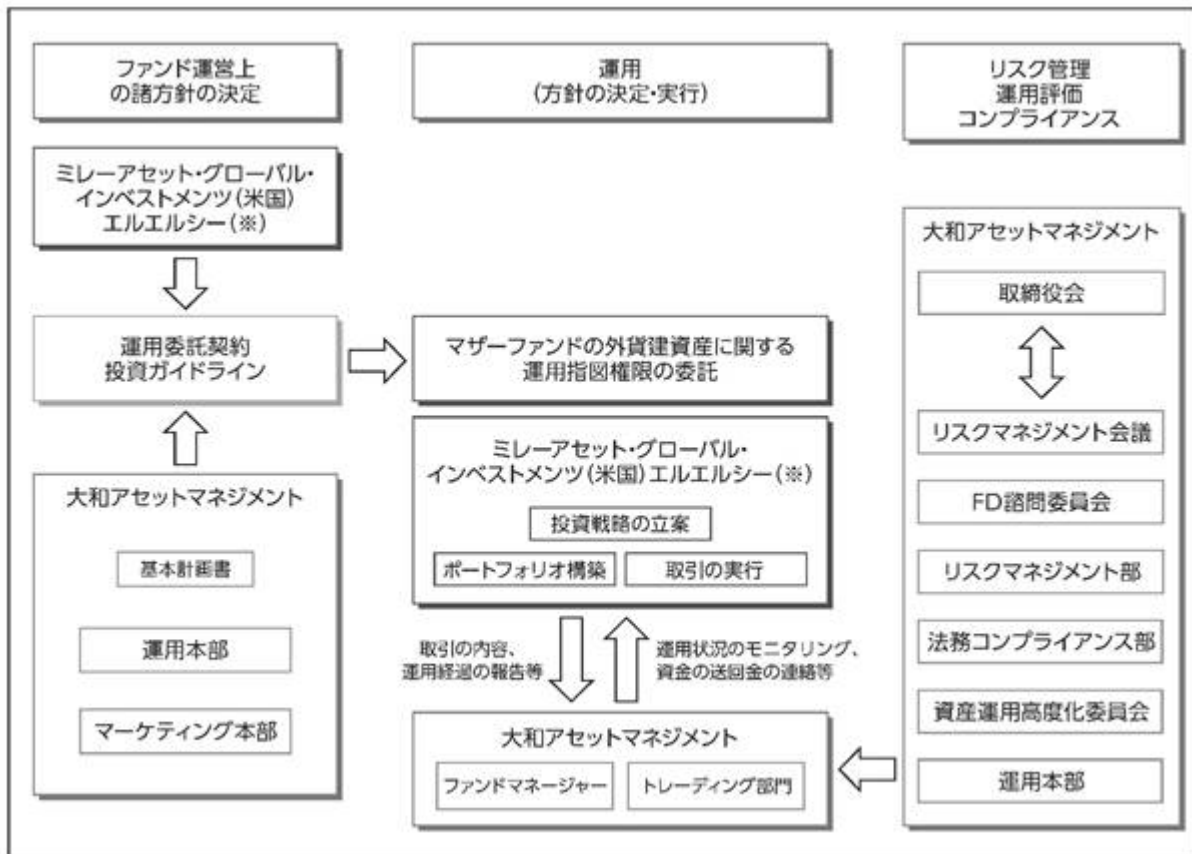 ファンド運営上
の諸方針の決定
ミレーアセット・グローバル・
インベストメンツ(米国)
エルエルシー(※)
運用委託契約
投資ガイドライン
大和アセットマネジメント
基本計画書
運用本部
マーケティング本部
運用
(方針の決定・実行)
マザーファンドの外貨建資産に関する
運用指図権限の委託
ミレーアセット・グローバル・
インベストメンツ(米国)エルエルシー(※)
投資戦略の立案
ポートフォリオ構築
取引の実行
取引の内容、
運用経過の報告等
運用状況のモニタリング、
資金の送回金の連絡等
大和アセットマネジメント
ファンドマネージャー
トレーディング部門
リスク管理
運用評価
コンプライアンス
大和アセットマネジメント
取締役会
リスクマネジメント会議
FD諮問委員会
リスクマネジメント部
法務コンプライアンス部
資産運用高度化委員会
運用本部